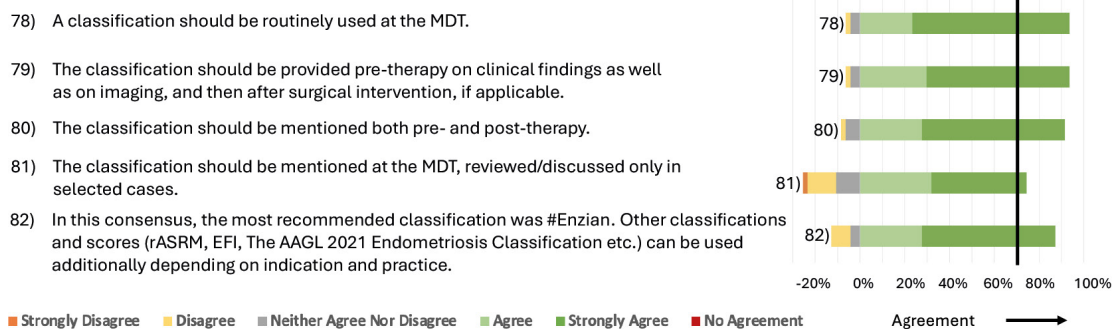 78) A classification should be routinely used at the MDT.
78)
79) The classification should be provided pre-therapy on clinical findings as well
as on imaging, and then after surgical intervention, if applicable.
79)
80) The classification should be mentioned both pre- and post-therapy.
80)
81) The classification should be mentioned at the MDT, reviewed/discussed only in
selected cases.
81)
82) In this consensus, the most recommended classification was #Enzian. Other classifications
and scores (rASRM, EFI, The AAGL 2021 Endometriosis Classification etc.) can be used
additionally depending on indication and practice.
82)
-20% 0% 20% 40% 60% 80% 100%
Strongly Disagree Disagree Neither Agree Nor Disagree Agree Strongly Agree No Agreement
Agreement